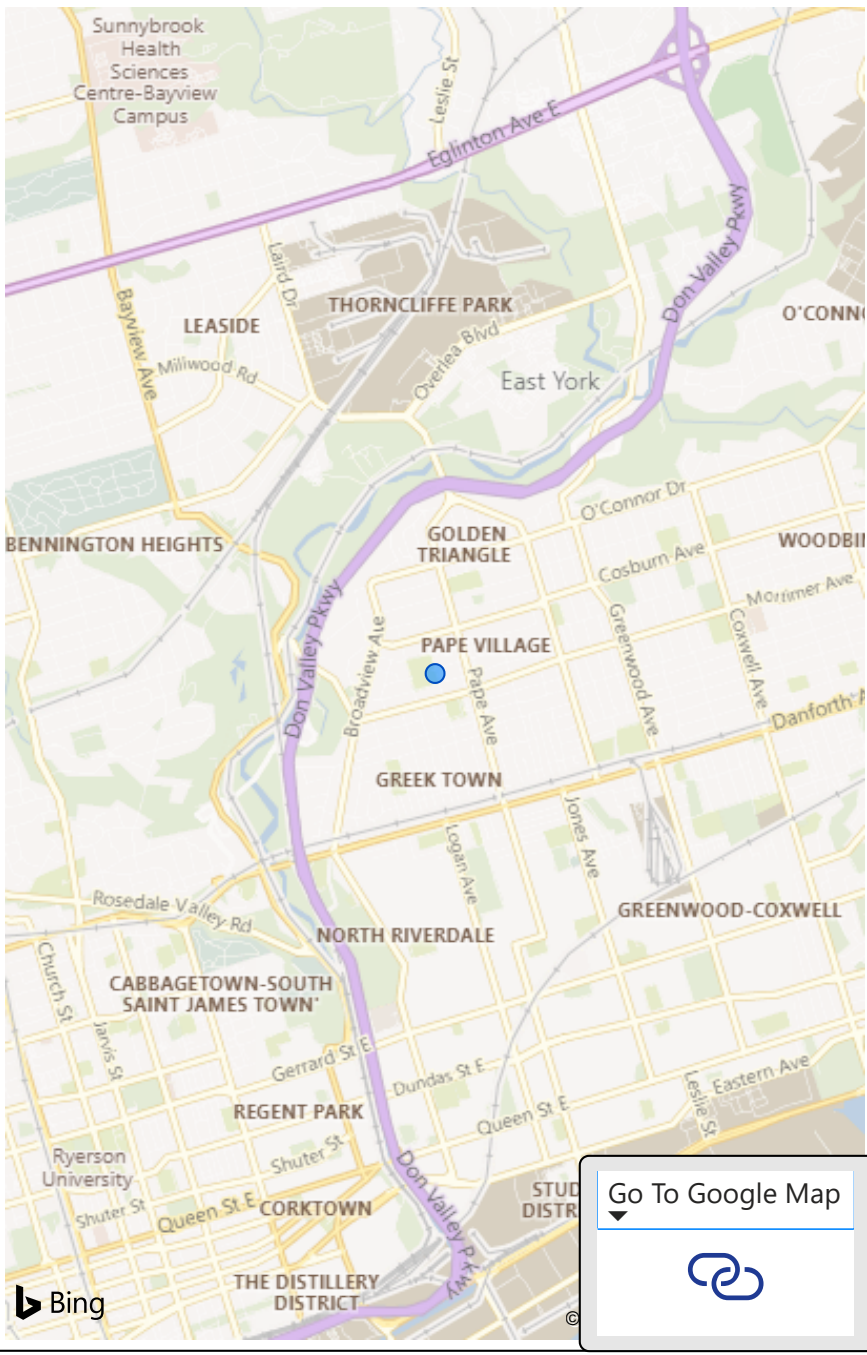 Sunnybrook
Health
Sciences
Centre-Bayview
Campus
Leslie St
Eglinton Ave E
Don Valley Pkwy
Laird Dr
THORNCLIFFE PARK
O'CONN
Bayview Ave
LEASIDE
Overlea Blvd
Millwood Rd
East York
O'Connor Dr
BENNINGTON HEIGHTS
GOLDEN
TRIANGLE
WOODBI
Cosburn Ave
Mortimer Ave
Don Valley Pkwy
Broadview Ave
PAPE VILLAGE
Greenwood Ave
Coxwell Ave
Pape Ave
Danforth A
GREEK TOWN
Jones Ave
Logan Ave
Rosedale Valley Rd
GREENWOOD-COXWELL
NORTH RIVERDALE
Church St
CABBAGETOWN-SOUTH
SAINT JAMES TOWN'
Jarvis St
Gerrard St E
Dundas St E
Leslie St
Eastern Ave
REGENT PARK
Queen St E
Ryerson
University
Shuter St
Don Valley Pkwy
STUD
DISTR
Go To Google Map
Shuter St
Queen St E
CORKTOWN
THE DISTILLERY
DISTRICT
Bing
©